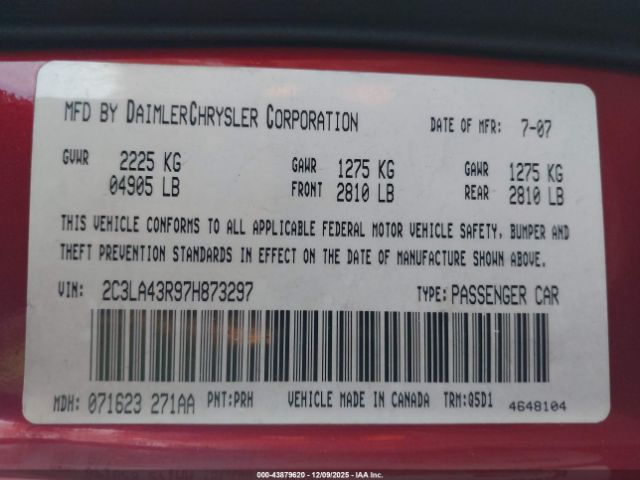 MFD BY DAIMLERCHRYSLER CORPORATION DATE OF MFR: 7-07
GVWR 2225 KG GAWR 1275 KG GAWR 1275 KG
04905 LB FRONT 2810 LB REAR 2810 LB
THIS VEHICLE CONFORMS TO ALL APPLICABLE FEDERAL MOTOR VEHICLE SAFETY, BUMPER AND
THEFT PREVENTION STANDARDS IN EFFECT ON THE DATE OF MANUFACTURE SHOWN ABOVE.
VIN: 2C3LA43R97H873297 TYPE: PASSENGER CAR
MDH: 071623 271AA PNT:PRH VEHICLE MADE IN CANADA TRM:Q5D1
4648104
000-43879620 - 12/09/2025 - IAA Inc.